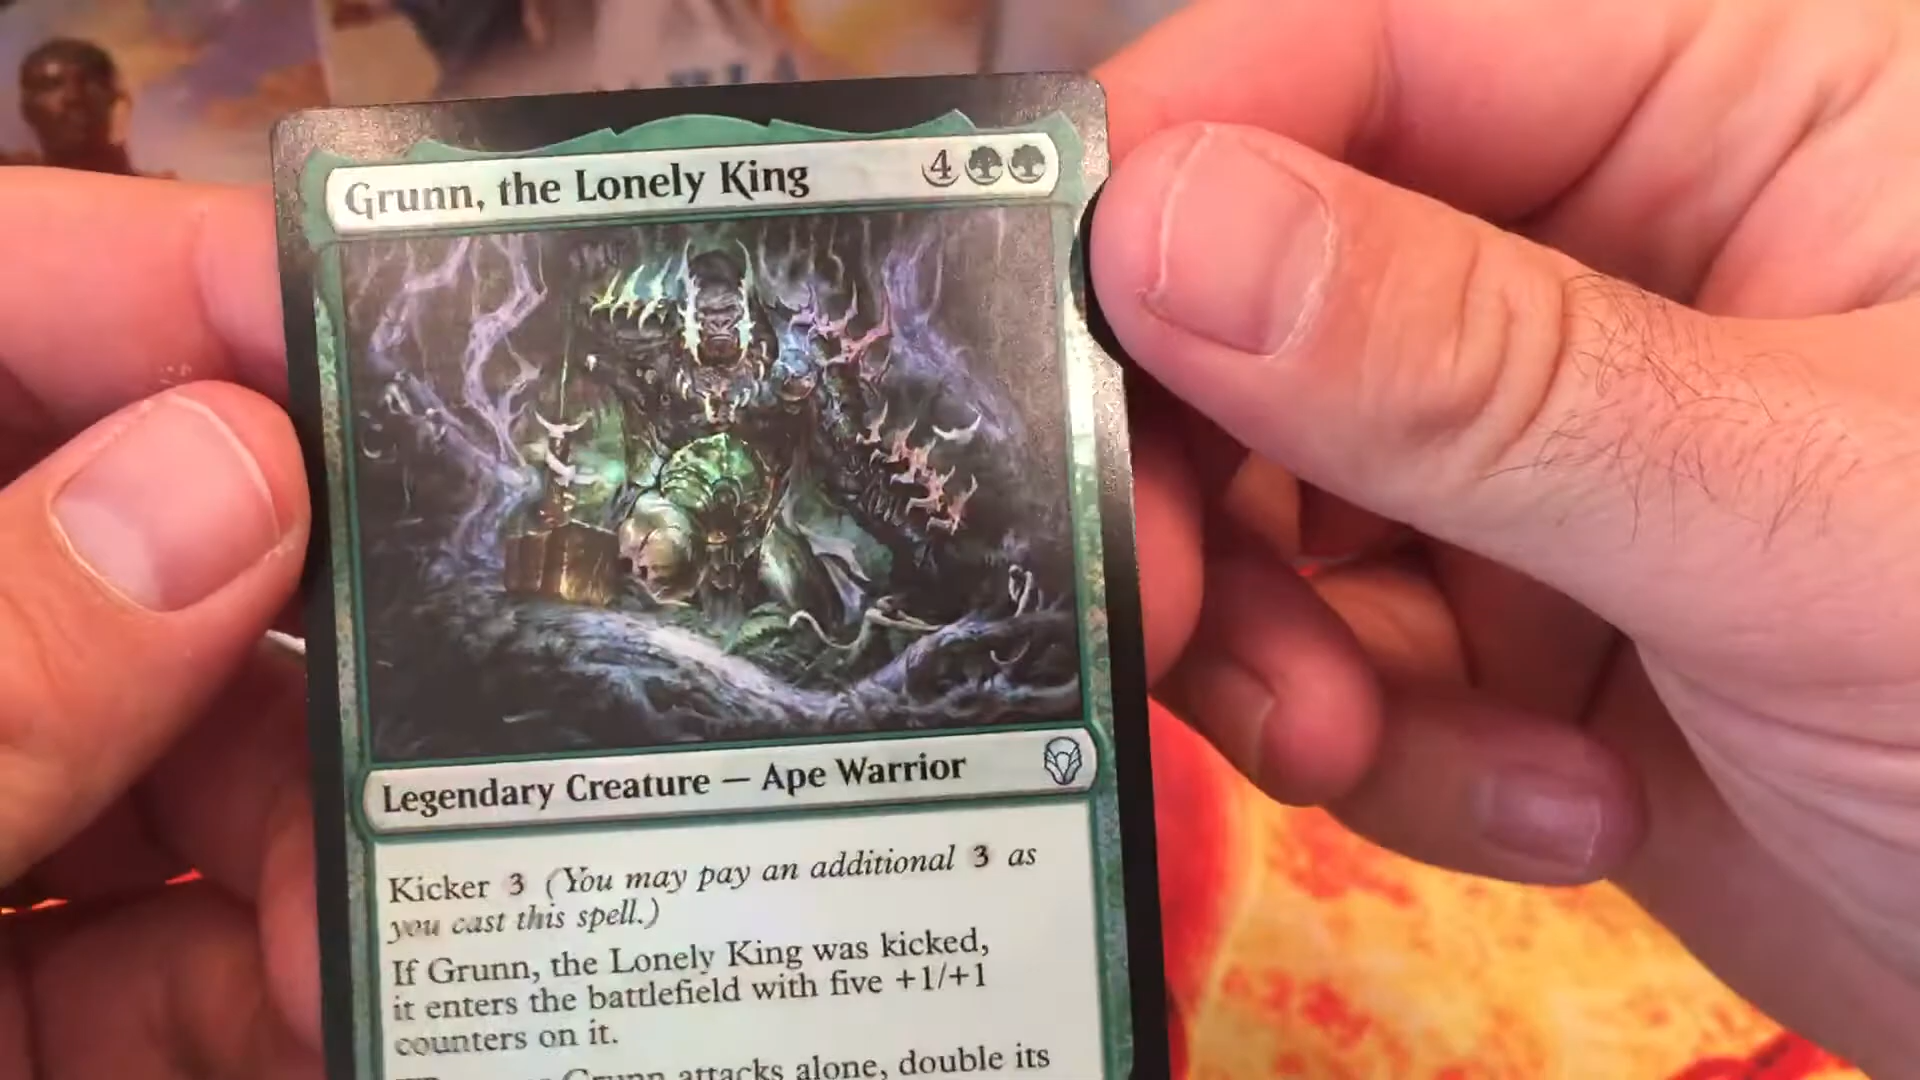 Grunn, the Lonely King 4
Legendary Creature — Ape Warrior
Kicker 3 (You may pay an additional 3 as
you cast this spell.)
If Grunn, the Lonely King was kicked,
it enters the battlefield with five +1/+1
counters on it.
Grunn attacks alone, double its